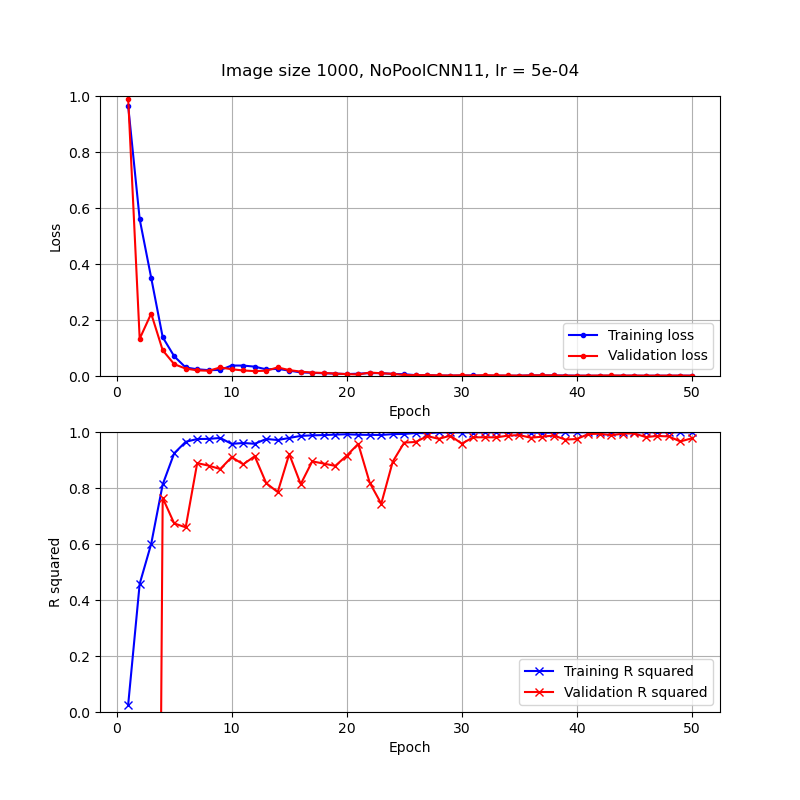 Image size 1000, NoPoolCNN11, lr = 5e-04
1.0
0.8
0.6
0.4
0.2
0.0
Loss
Training loss
Validation loss
0 10 20 30 40 50
Epoch
1.0
0.8
0.6
0.4
0.2
0.0
R squared
Training R squared
Validation R squared
0 10 20 30 40 50
Epoch